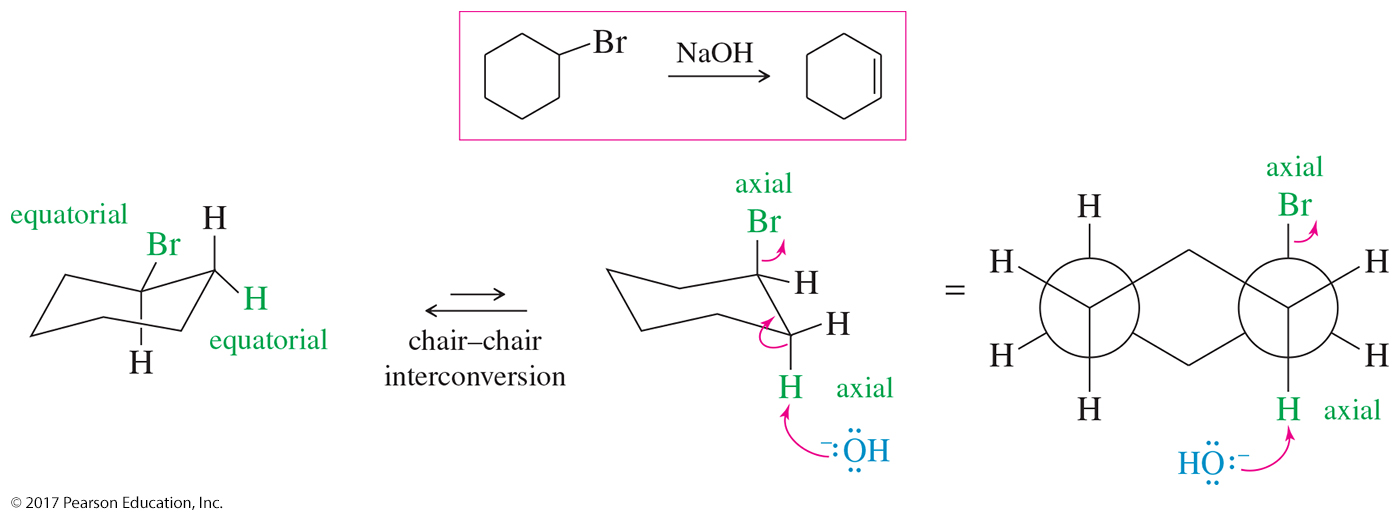 Br
NaOH
equatorial
Br
H
H
equatorial
H
chair–chair
interconversion
axial
Br
H
H
H
axial
−:ÖH
=
axial
H
Br
H
H
H
H
H
H
axial
HÖ:−
© 2017 Pearson Education, Inc.